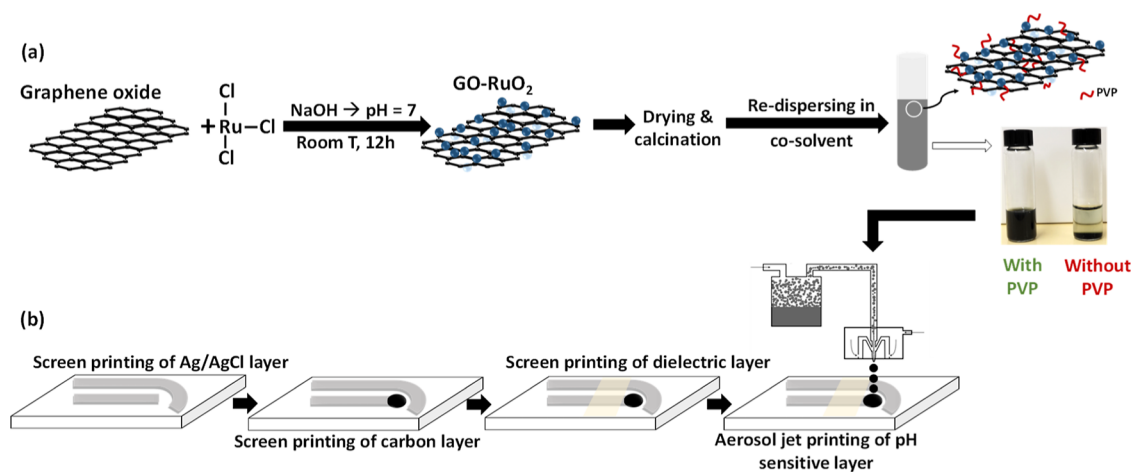 (a)
Graphene oxide
Cl
+Ru—Cl
Cl
NaOH → pH = 7
Room T, 12h
GO-RuO₂
Drying &
calcination
Re-dispersing in
co-solvent
PVP
With
PVP
Without
PVP
(b)
Screen printing of Ag/AgCl layer
Screen printing of carbon layer
Screen printing of dielectric layer
Aerosol jet printing of pH
sensitive layer